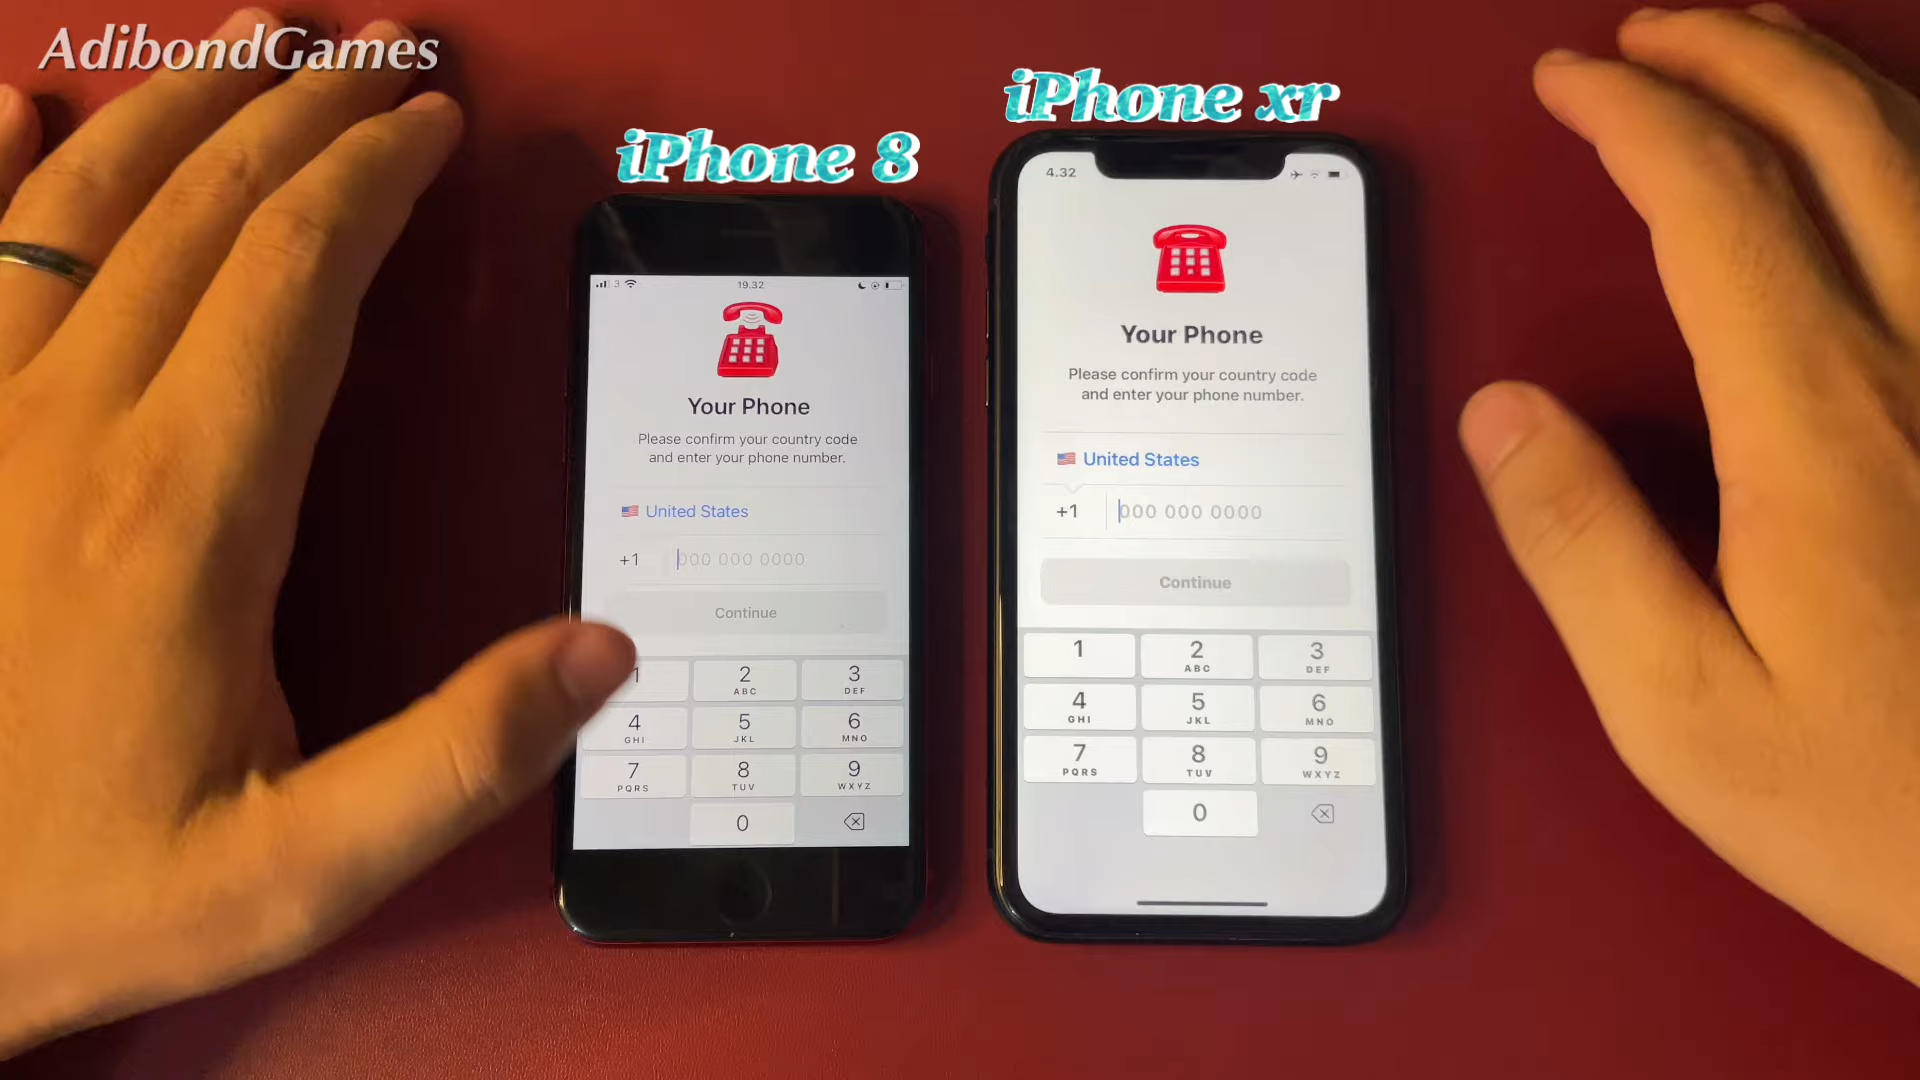 AdibondGames
iPhone 8
iPhone xr
3
19.32
Your Phone
Please confirm your country code
and enter your phone number.
United States
+1 000 000 0000
Continue
1
2
ABC
3
DEF
4
GHI
5
JKL
6
MNO
7
PQRS
8
TUV
9
WXYZ
0
4.32
Your Phone
Please confirm your country code
and enter your phone number.
United States
+1 000 000 0000
Continue
1
2
ABC
3
DEF
4
GHI
5
JKL
6
MNO
7
PQRS
8
TUV
9
WXYZ
0